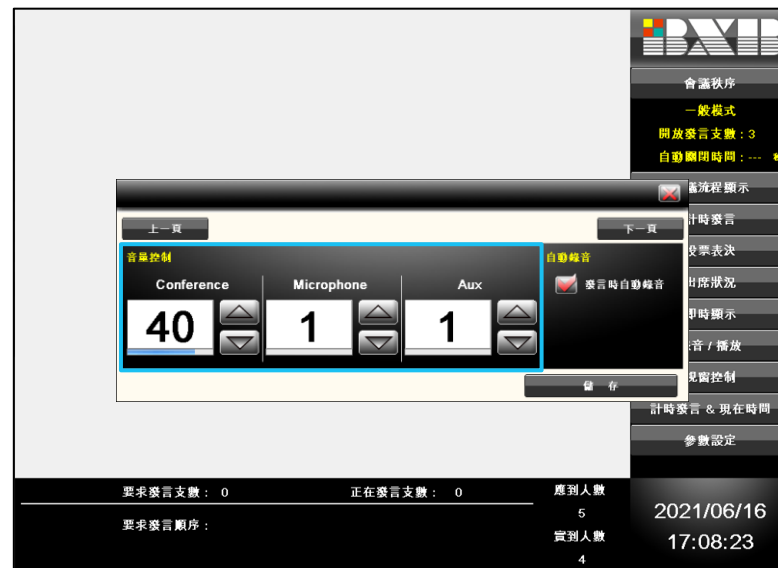 BXB
會議秩序
一般模式
開放發言支數 : 3
自動關閉時間 : ---
議流程顯示
上一頁
下一頁
計時發言
音量控制
自動錄音
投票表決
Conference
Microphone
Aux
發言時自動錄音
出席狀況
40
1
1
即時顯示
音 / 播放
視窗控制
儲 存
計時發言 & 現在時間
參數設定
要求發言支數 : 0
正在發言支數 : 0
要求發言順序 :
應到人數
5
實到人數
4
2021/06/16
17:08:23